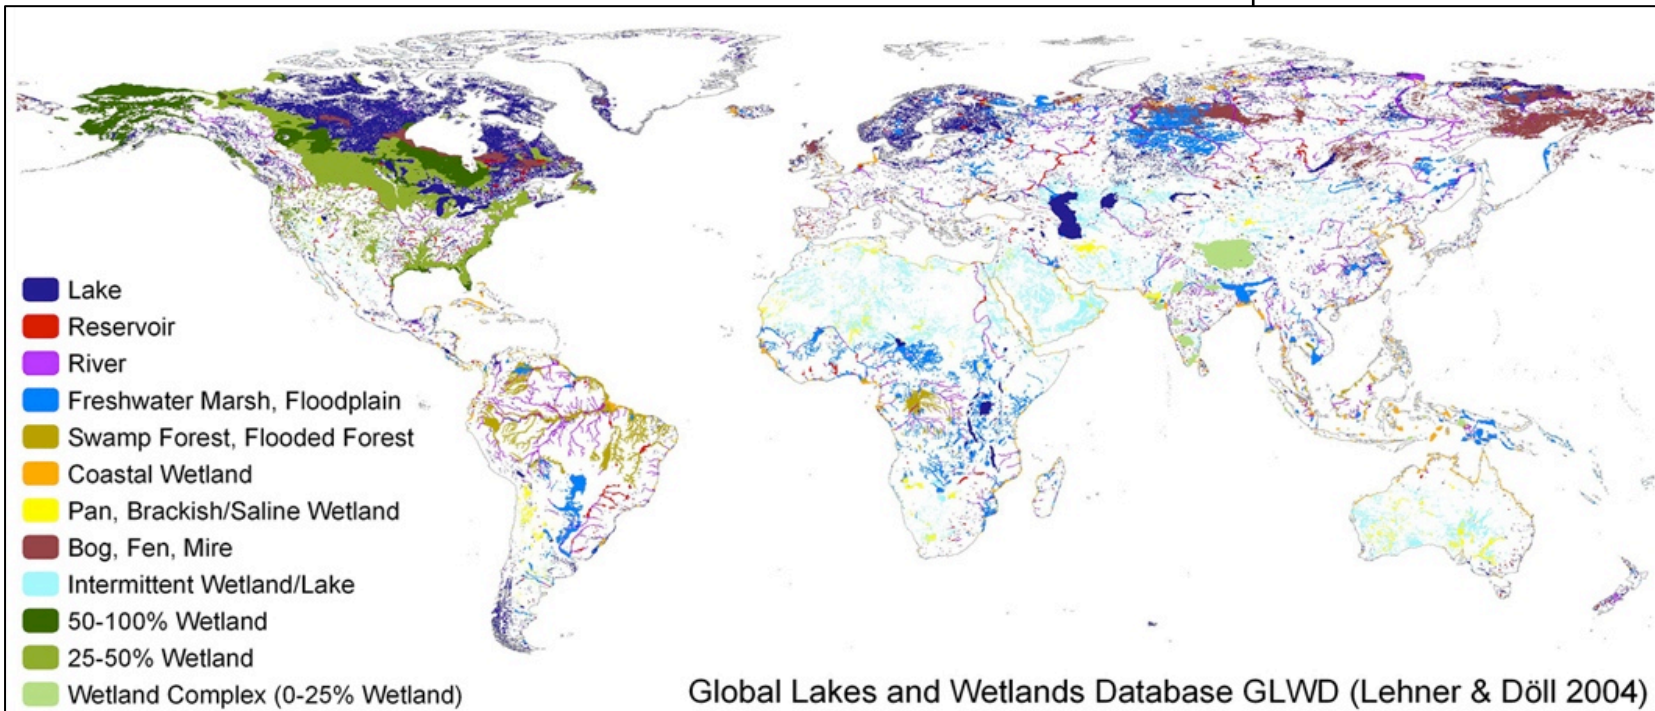 Lake
Reservoir
River
Freshwater Marsh, Floodplain
Swamp Forest, Flooded Forest
Coastal Wetland
Pan, Brackish/Saline Wetland
Bog, Fen, Mire
Intermittent Wetland/Lake
50-100% Wetland
25-50% Wetland
Wetland Complex (0-25% Wetland)
Global Lakes and Wetlands Database GLWD (Lehner & Döll 2004)